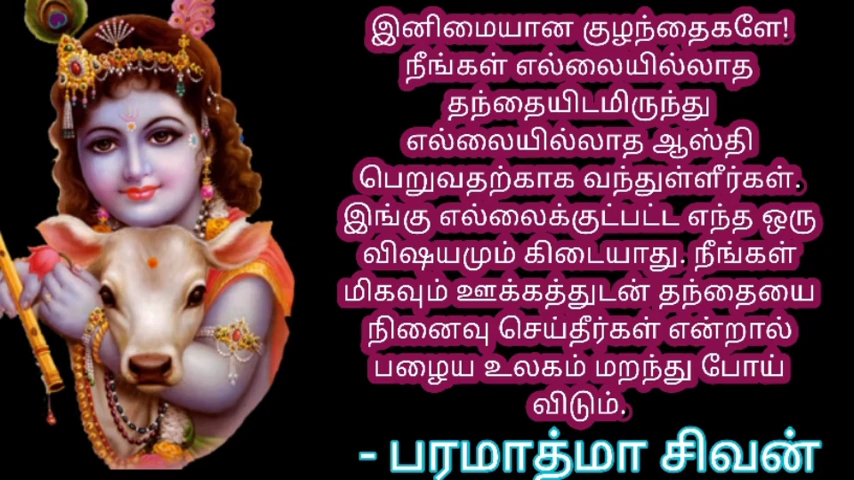 இனிமையான குழந்தைகளே!
நீங்கள் எல்லையில்லாத
தந்தையிடமிருந்து
எல்லையில்லாத ஆஸ்தி
பெறுவதற்காக வந்துள்ளீர்கள்.
இங்கு எல்லைக்குட்பட்ட எந்த ஒரு
விஷயமும் கிடையாது. நீங்கள்
மிகவும் ஊக்கத்துடன் தந்தையை
நினைவு செய்தீர்கள் என்றால்
பழைய உலகம் மறந்து போய்
விடும்.
- பரமாத்மா சிவன்